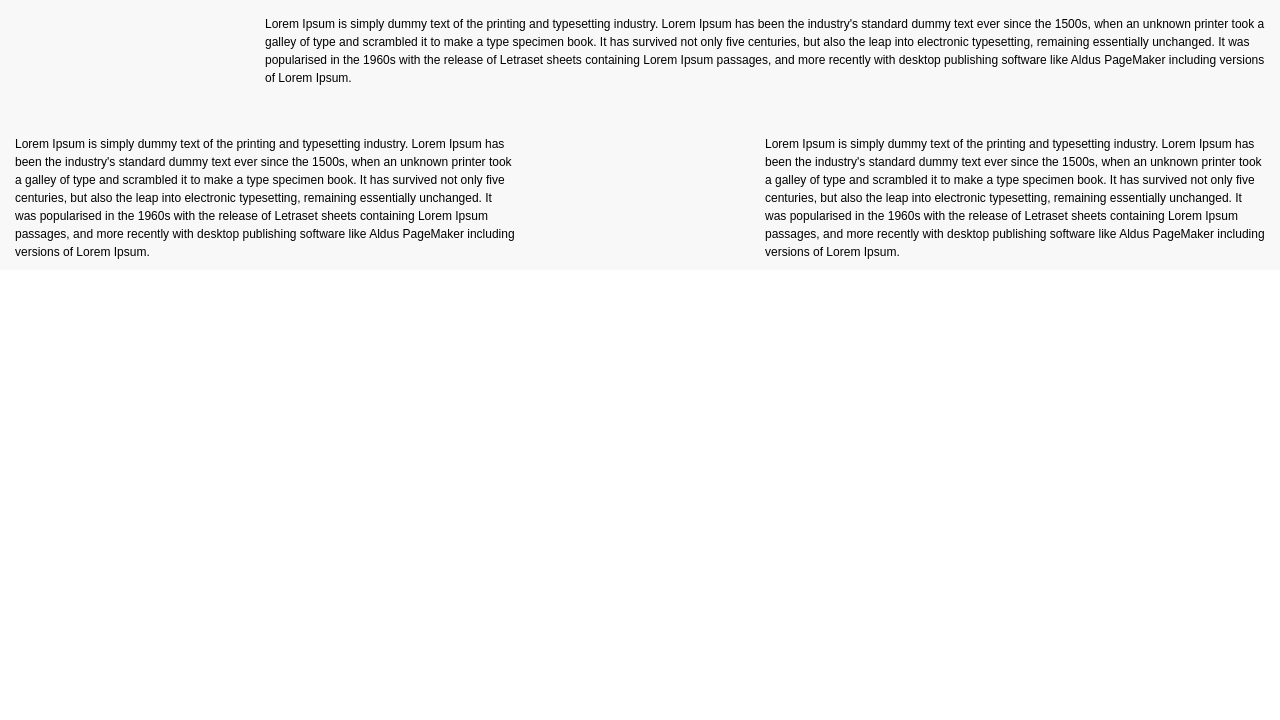 Lorem Ipsum is simply dummy text of the printing and typesetting industry. Lorem Ipsum has been the industry's standard dummy text ever since the 1500s, when an unknown printer took a
galley of type and scrambled it to make a type specimen book. It has survived not only five centuries, but also the leap into electronic typesetting, remaining essentially unchanged. It was
popularised in the 1960s with the release of Letraset sheets containing Lorem Ipsum passages, and more recently with desktop publishing software like Aldus PageMaker including versions
of Lorem Ipsum.
Lorem Ipsum is simply dummy text of the printing and typesetting industry. Lorem Ipsum has
been the industry's standard dummy text ever since the 1500s, when an unknown printer took
a galley of type and scrambled it to make a type specimen book. It has survived not only five
centuries, but also the leap into electronic typesetting, remaining essentially unchanged. It
was popularised in the 1960s with the release of Letraset sheets containing Lorem Ipsum
passages, and more recently with desktop publishing software like Aldus PageMaker including
versions of Lorem Ipsum.
Lorem Ipsum is simply dummy text of the printing and typesetting industry. Lorem Ipsum has
been the industry's standard dummy text ever since the 1500s, when an unknown printer took
a galley of type and scrambled it to make a type specimen book. It has survived not only five
centuries, but also the leap into electronic typesetting, remaining essentially unchanged. It
was popularised in the 1960s with the release of Letraset sheets containing Lorem Ipsum
passages, and more recently with desktop publishing software like Aldus PageMaker including
versions of Lorem Ipsum.